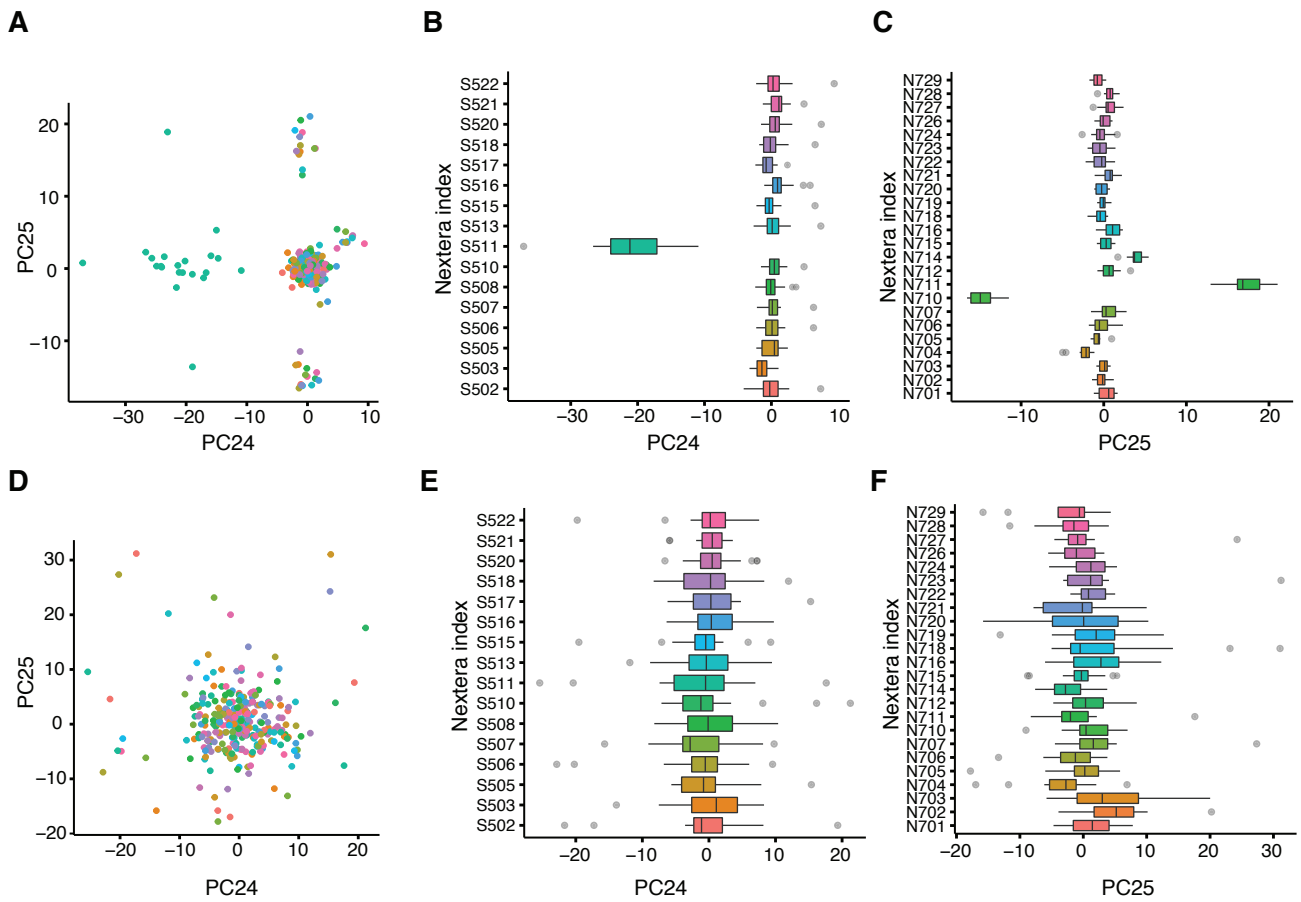 A
B
C
20
10
0
−10
PC25
−30
−20
−10
0
10
PC24
Nextera index
S522
S521
S520
S518
S517
S516
S515
S513
S511
S510
S508
S507
S506
S505
S503
S502
−30
−20
−10
0
10
PC24
Nextera index
N729
N728
N727
N726
N724
N723
N722
N721
N720
N719
N718
N716
N715
N714
N712
N711
N710
N707
N706
N705
N704
N703
N702
N701
−10
0
10
20
PC25
D
E
F
30
20
10
0
−10
−20
PC25
−20
−10
0
10
20
PC24
Nextera index
S522
S521
S520
S518
S517
S516
S515
S513
S511
S510
S508
S507
S506
S505
S503
S502
−20
−10
0
10
20
PC24
Nextera index
N729
N728
N727
N726
N724
N723
N722
N721
N720
N719
N718
N716
N715
N714
N712
N711
N710
N707
N706
N705
N704
N703
N702
N701
−20
−10
0
10
20
30
PC25